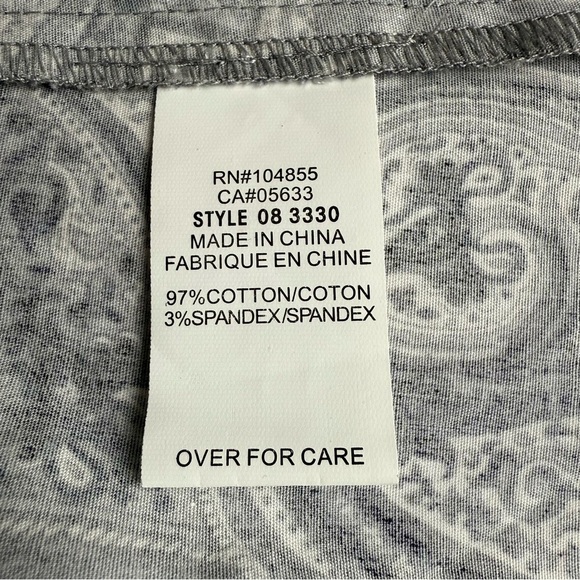 RN#104855
CA#05633
STYLE 08 3330
MADE IN CHINA
FABRIQUE EN CHINE
97%COTTON/COTON
3%SPANDEX/SPANDEX
OVER FOR CARE